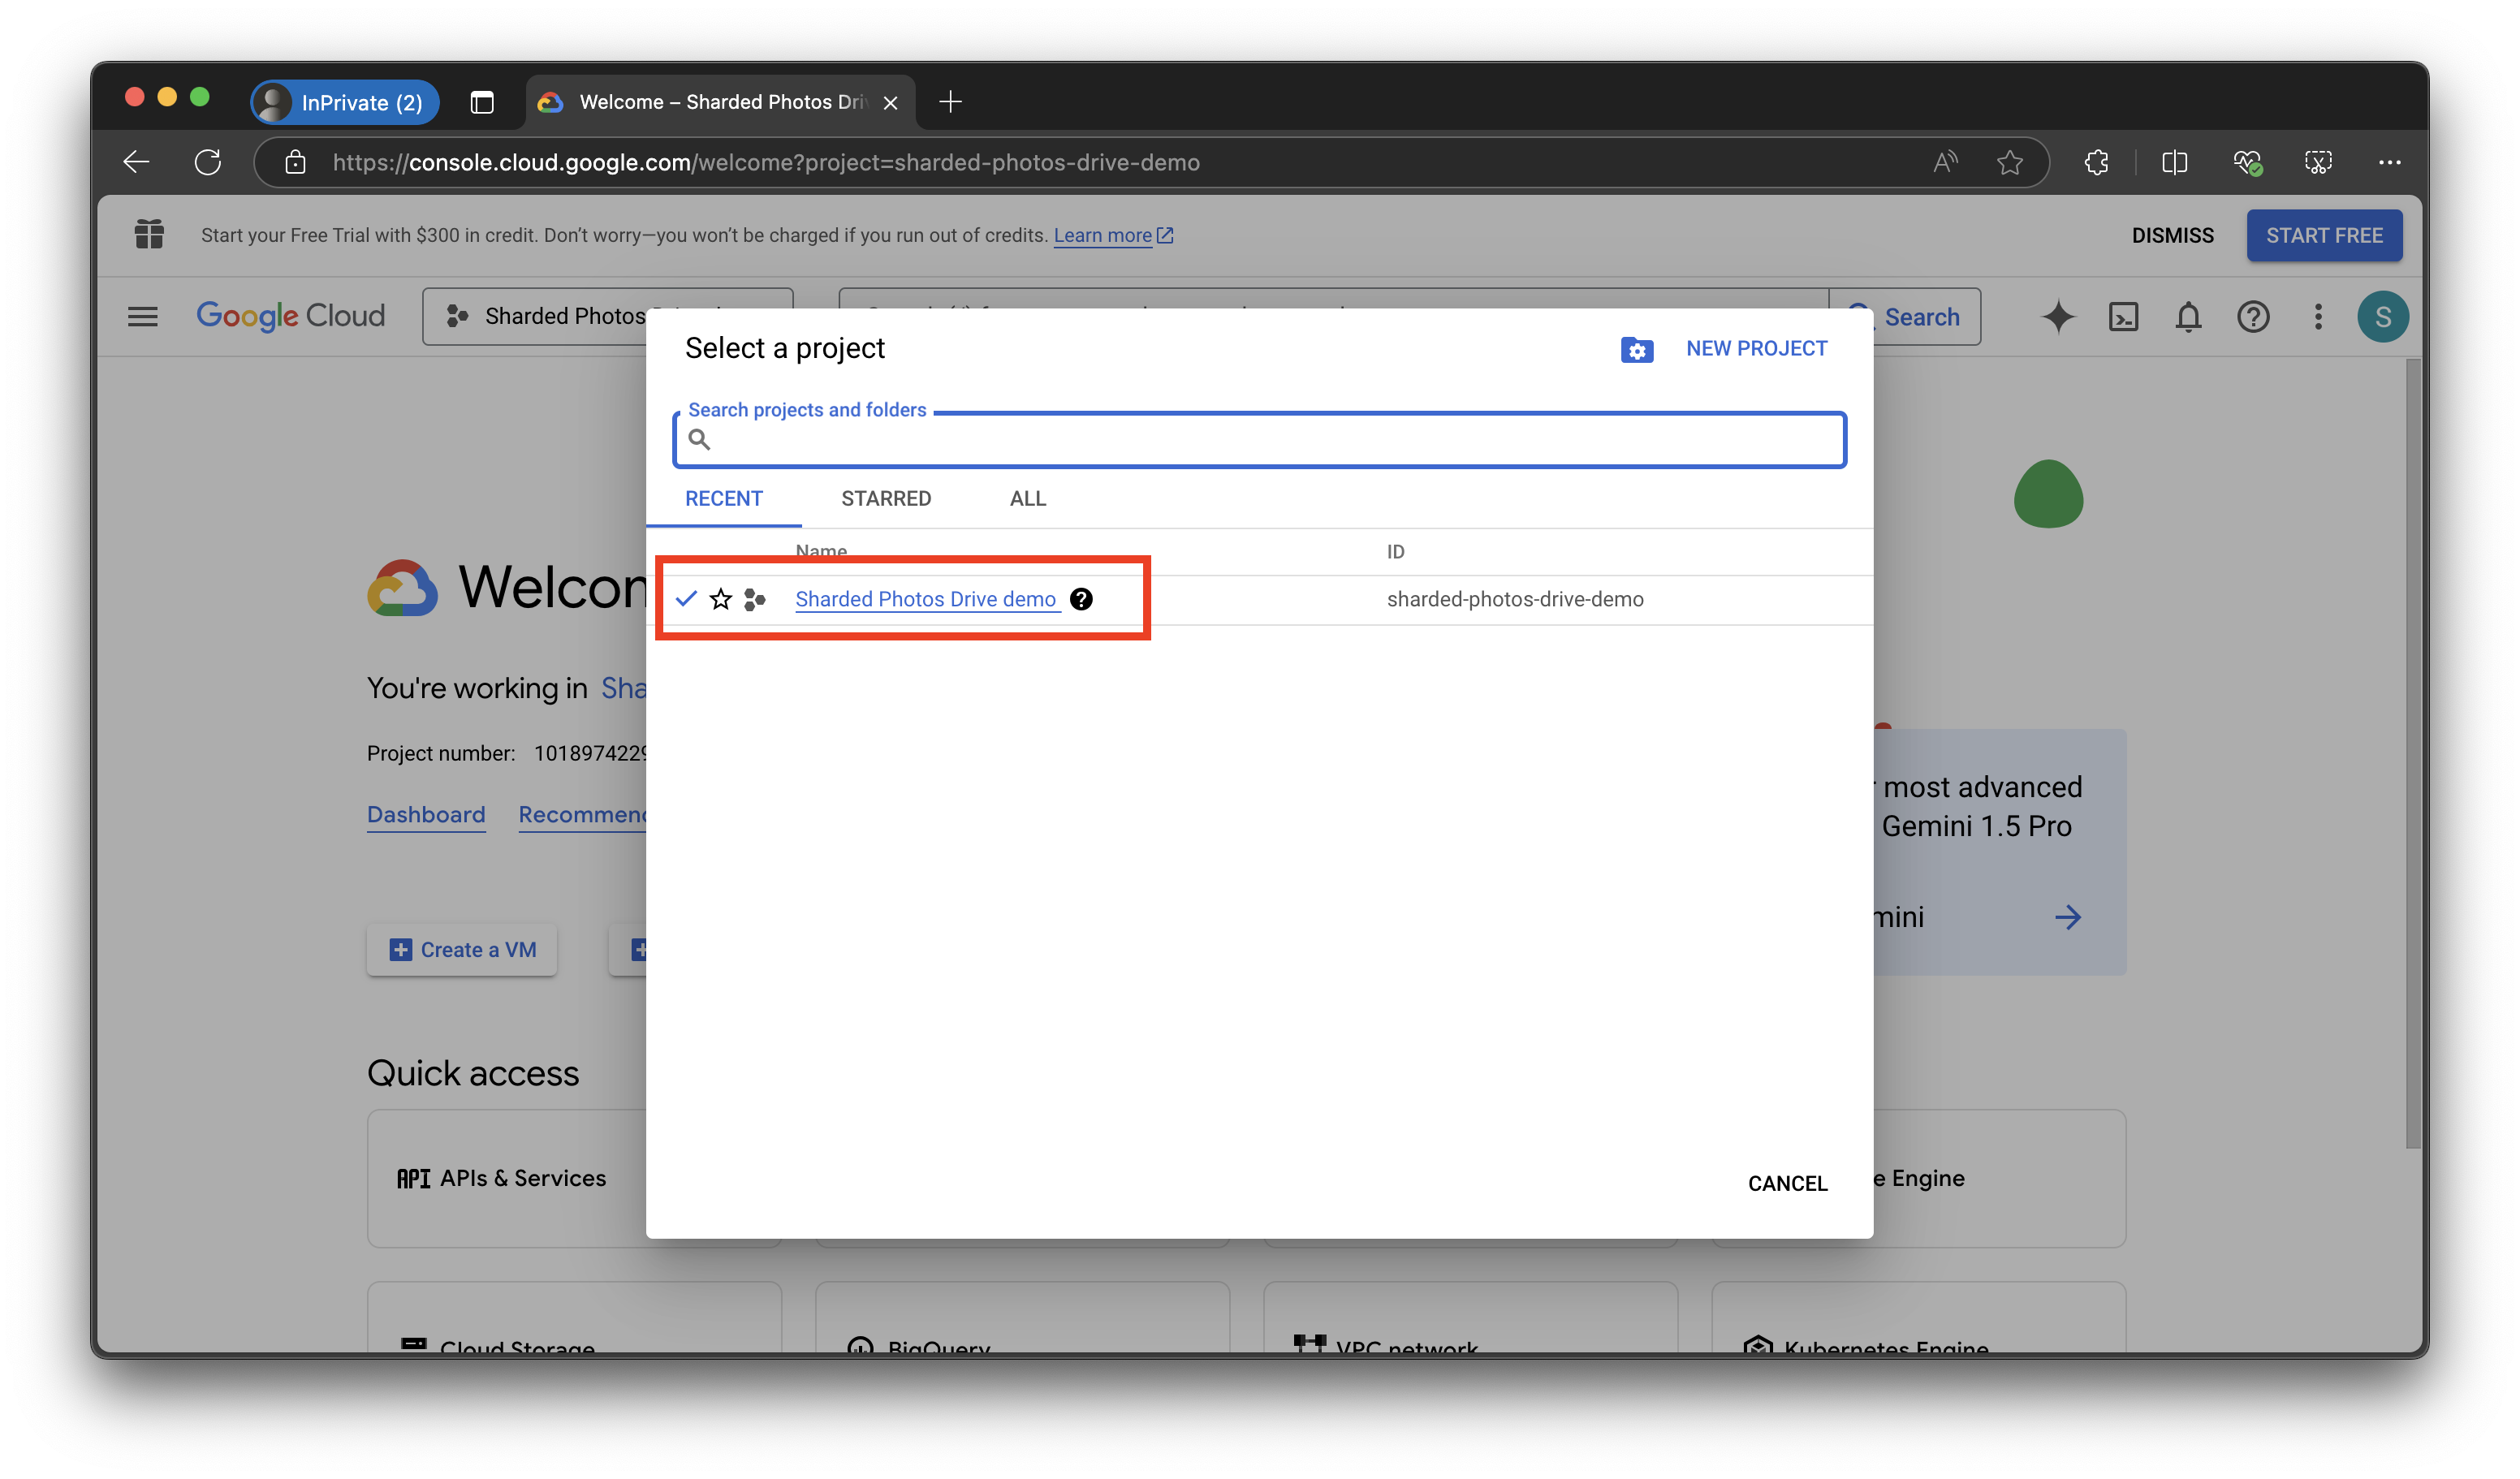 InPrivate (2)
Welcome – Sharded Photos Dri
https://console.cloud.google.com/welcome?project=sharded-photos-drive-demo
Start your Free Trial with $300 in credit. Don't worry—you won't be charged if you run out of credits. Learn more
DISMISS
START FREE
Google Cloud
Sharded Photos
Search
S
Select a project
NEW PROJECT
Search projects and folders
RECENT
STARRED
ALL
Name
ID
Sharded Photos Drive demo
sharded-photos-drive-demo
CANCEL
Welcom
You're working in Sha
Project number: 1018974229
Dashboard
Recommend
most advanced
Gemini 1.5 Pro
mini
Create a VM
Quick access
API APIs & Services
e Engine
Cloud Storage
BigQuery
VPC network
Kubernetes Engine